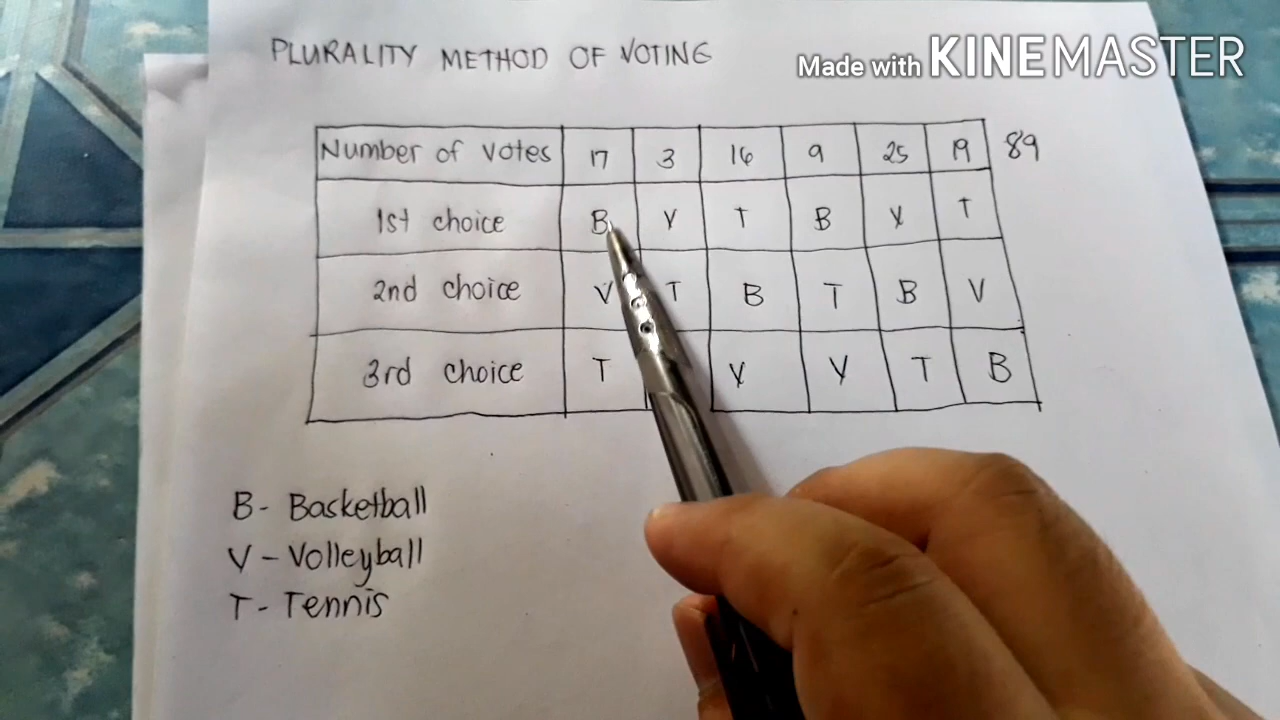 PLURALITY METHOD OF VOTING
Made with KINEMASTER
Number of votes 17 3 16 9 25 19 89
1st choice B V T B V T
2nd choice V T B T B V
3rd choice T V V T B
B - Basketball
V - Volleyball
T - Tennis